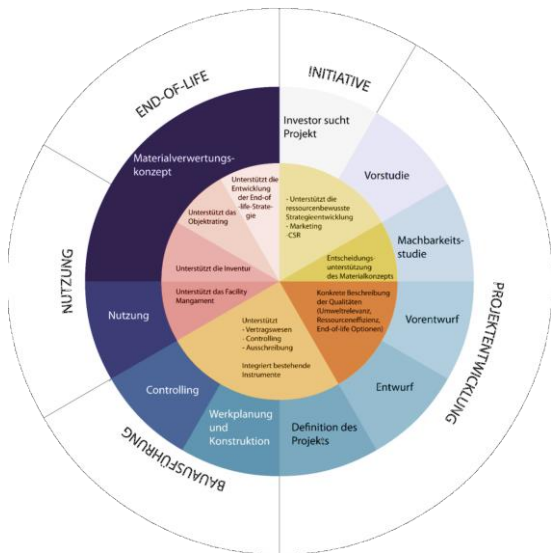 INITIATIVE
PROJEKTENTWICKLUNG
BAUAUSFÜHRUNG
NUTZUNG
END-OF-LIFE
Investor sucht
Projekt
Vorstudie
Machbarkeits-
studie
Vorentwurf
Entwurf
Definition des
Projekts
Werkplanung
und
Konstruktion
Controlling
Nutzung
Materialverwertungs-
konzept
- Unterstützt die
ressourcenbewusste
Strategieentwicklung
- Marketing
-CSR
Entscheidungs-
unterstützung
des Materialkonzepts
Konkrete Beschreibung
der Qualitäten
(Umweltrelevanz,
Ressourceneffizienz,
End-of-life Optionen)
Unterstützt
- Vertragswesen
- Controlling
- Ausschreibung
Integriert bestehende
Instrumente
Unterstützt das Facility
Mangament
Unterstützt die Inventur
Unterstützt das
Objektrating
Unterstützt die
Entwicklung
der End-of
-life-Strate-
gie